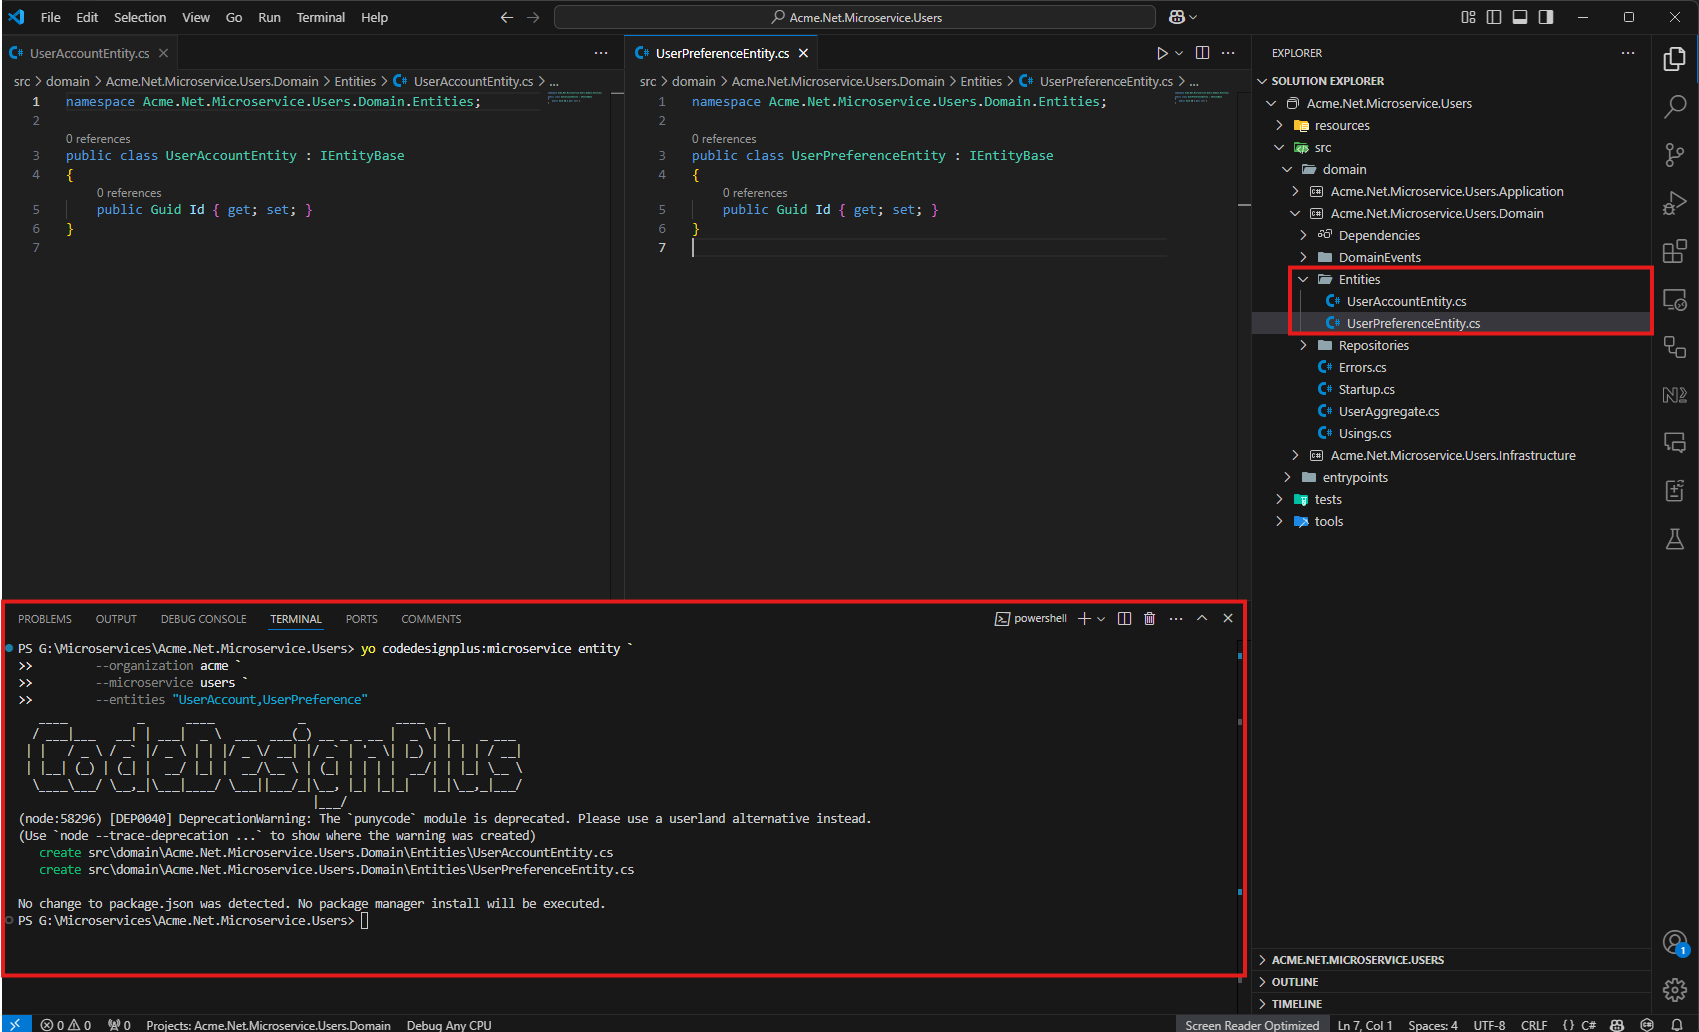 File Edit Selection View Go Run Terminal Help
Acme.Net.Microservice.Users
UserAccountEntity.cs
src > domain > Acme.Net.Microservice.Users.Domain > Entities > UserAccountEntity.cs > ...
1 namespace Acme.Net.Microservice.Users.Domain.Entities;
2
0 references
3 public class UserAccountEntity : IEntityBase
4 {
0 references
5 public Guid Id { get; set; }
6 }
7
UserPreferenceEntity.cs
src > domain > Acme.Net.Microservice.Users.Domain > Entities > UserPreferenceEntity.cs > ...
1 namespace Acme.Net.Microservice.Users.Domain.Entities;
2
0 references
3 public class UserPreferenceEntity : IEntityBase
4 {
0 references
5 public Guid Id { get; set; }
6 }
7
PROBLEMS OUTPUT DEBUG CONSOLE TERMINAL PORTS COMMENTS
powershell
PS G:\Microservices\Acme.Net.Microservice.Users> yo codedesignplus:microservice entity `
>> --organization acme `
>> --microservice users `
>> --entities "UserAccount,UserPreference"
CodeDesignPlus
(node:58296) [DEP0040] DeprecationWarning: The `punycode` module is deprecated. Please use a userland alternative instead.
(Use `node --trace-deprecation ...` to show where the warning was created)
create src\domain\Acme.Net.Microservice.Users.Domain\Entities\UserAccountEntity.cs
create src\domain\Acme.Net.Microservice.Users.Domain\Entities\UserPreferenceEntity.cs
No change to package.json was detected. No package manager install will be executed.
PS G:\Microservices\Acme.Net.Microservice.Users>
EXPLORER
SOLUTION EXPLORER
Acme.Net.Microservice.Users
resources
src
domain
Acme.Net.Microservice.Users.Application
Acme.Net.Microservice.Users.Domain
Dependencies
DomainEvents
Entities
UserAccountEntity.cs
UserPreferenceEntity.cs
Repositories
Errors.cs
Startup.cs
UserAggregate.cs
Usings.cs
Acme.Net.Microservice.Users.Infrastructure
entrypoints
tests
tools
ACME.NET.MICROSERVICE.USERS
OUTLINE
TIMELINE
1
0 0 0 Projects: Acme.Net.Microservice.Users.Domain Debug Any CPU
Screen Reader Optimized Ln 7, Col 1 Spaces: 4 UTF-8 CRLF {} C#